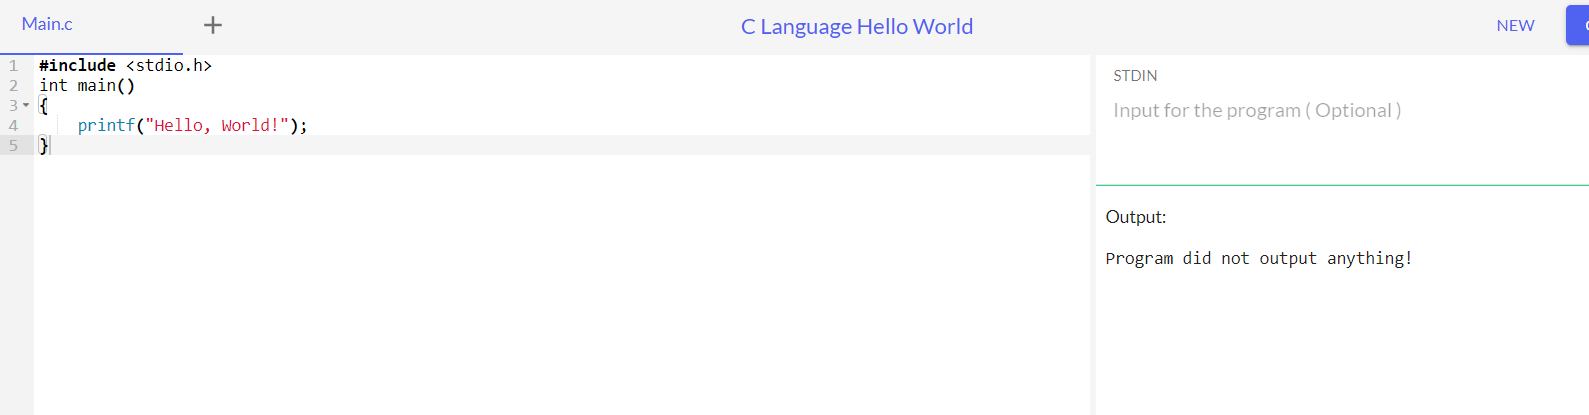 Main.c + C Language Hello World NEW
1 #include <stdio.h>
2 int main()
3 {
4 printf("Hello, World!");
5 }
STDIN
Input for the program ( Optional )
Output:
Program did not output anything!